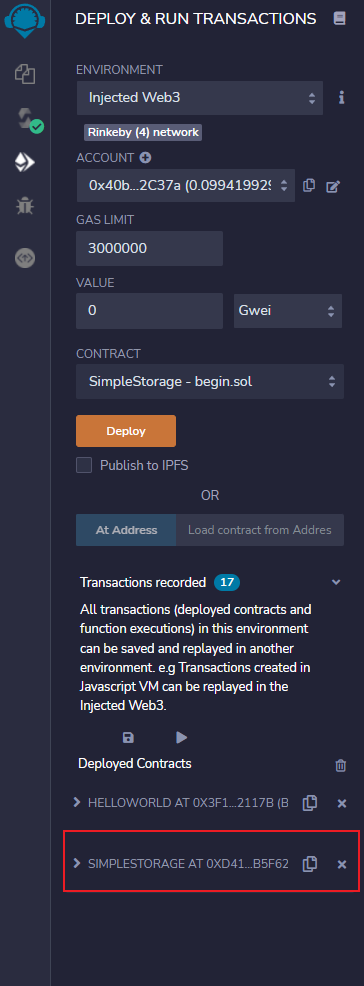 DEPLOY & RUN TRANSACTIONS
ENVIRONMENT
Injected Web3
Rinkeby (4) network
ACCOUNT
0x40b...2C37a (0.099419929
GAS LIMIT
3000000
VALUE
0
Gwei
CONTRACT
SimpleStorage - begin.sol
Deploy
Publish to IPFS
OR
At Address
Load contract from Addres
Transactions recorded 17
All transactions (deployed contracts and
function executions) in this environment
can be saved and replayed in another
environment. e.g Transactions created in
Javascript VM can be replayed in the
Injected Web3.
Deployed Contracts
HELLOWORLD AT 0X3F1...2117B (B
SIMPLESTORAGE AT 0XD41...B5F62